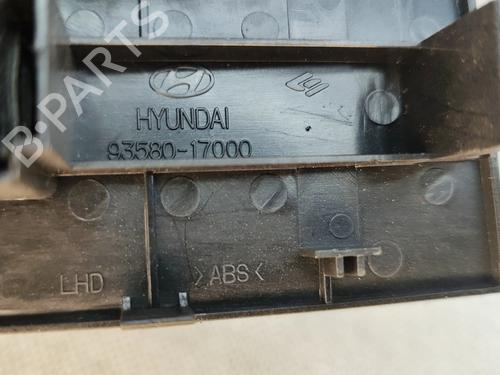 HYUNDAI
93580-17000
LHD
>ABS<
B-PARTS